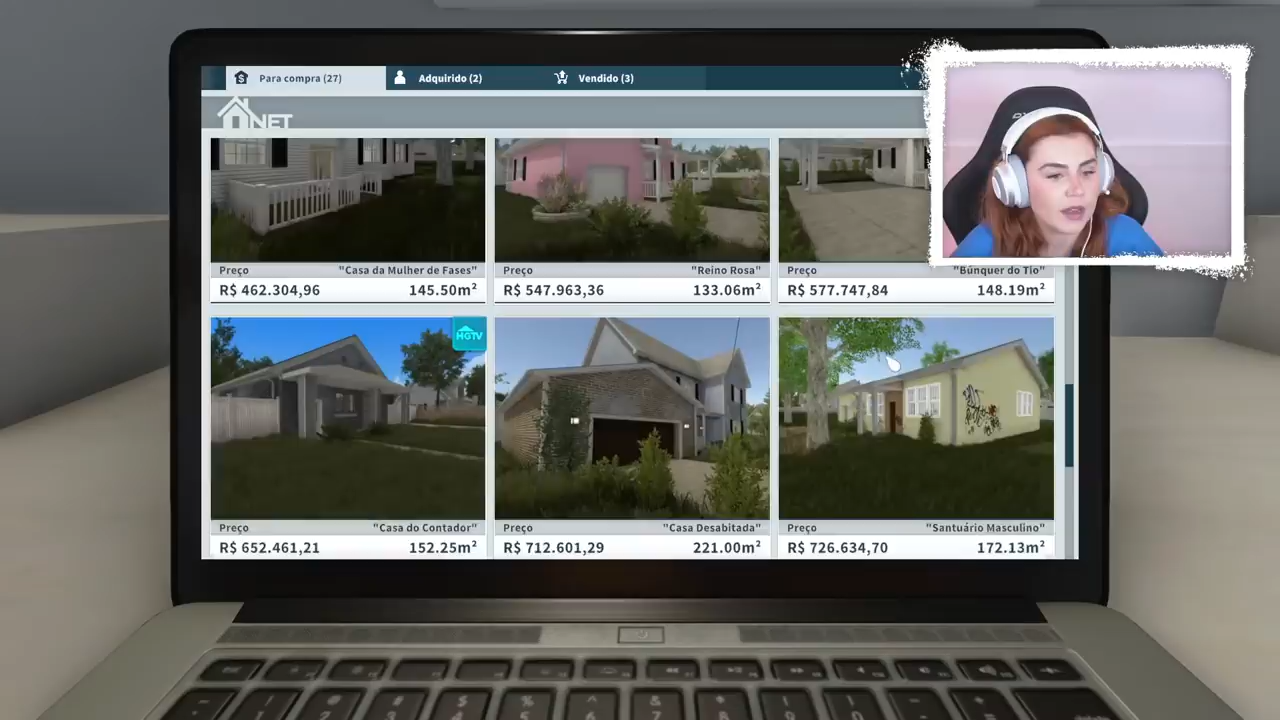 Para compra (27)
Adquirido (2)
Vendido (3)
NET
Preço "Casa da Mulher de Fases"
R$ 462.304,96 145.50m²
Preço "Reino Rosa"
R$ 547.963,36 133.06m²
Preço "Búnquer do Tio"
R$ 577.747,84 148.19m²
HGTV
Preço "Casa do Contador"
R$ 652.461,21 152.25m²
Preço "Casa Desabitada"
R$ 712.601,29 221.00m²
Preço "Santuário Masculino"
R$ 726.634,70 172.13m²